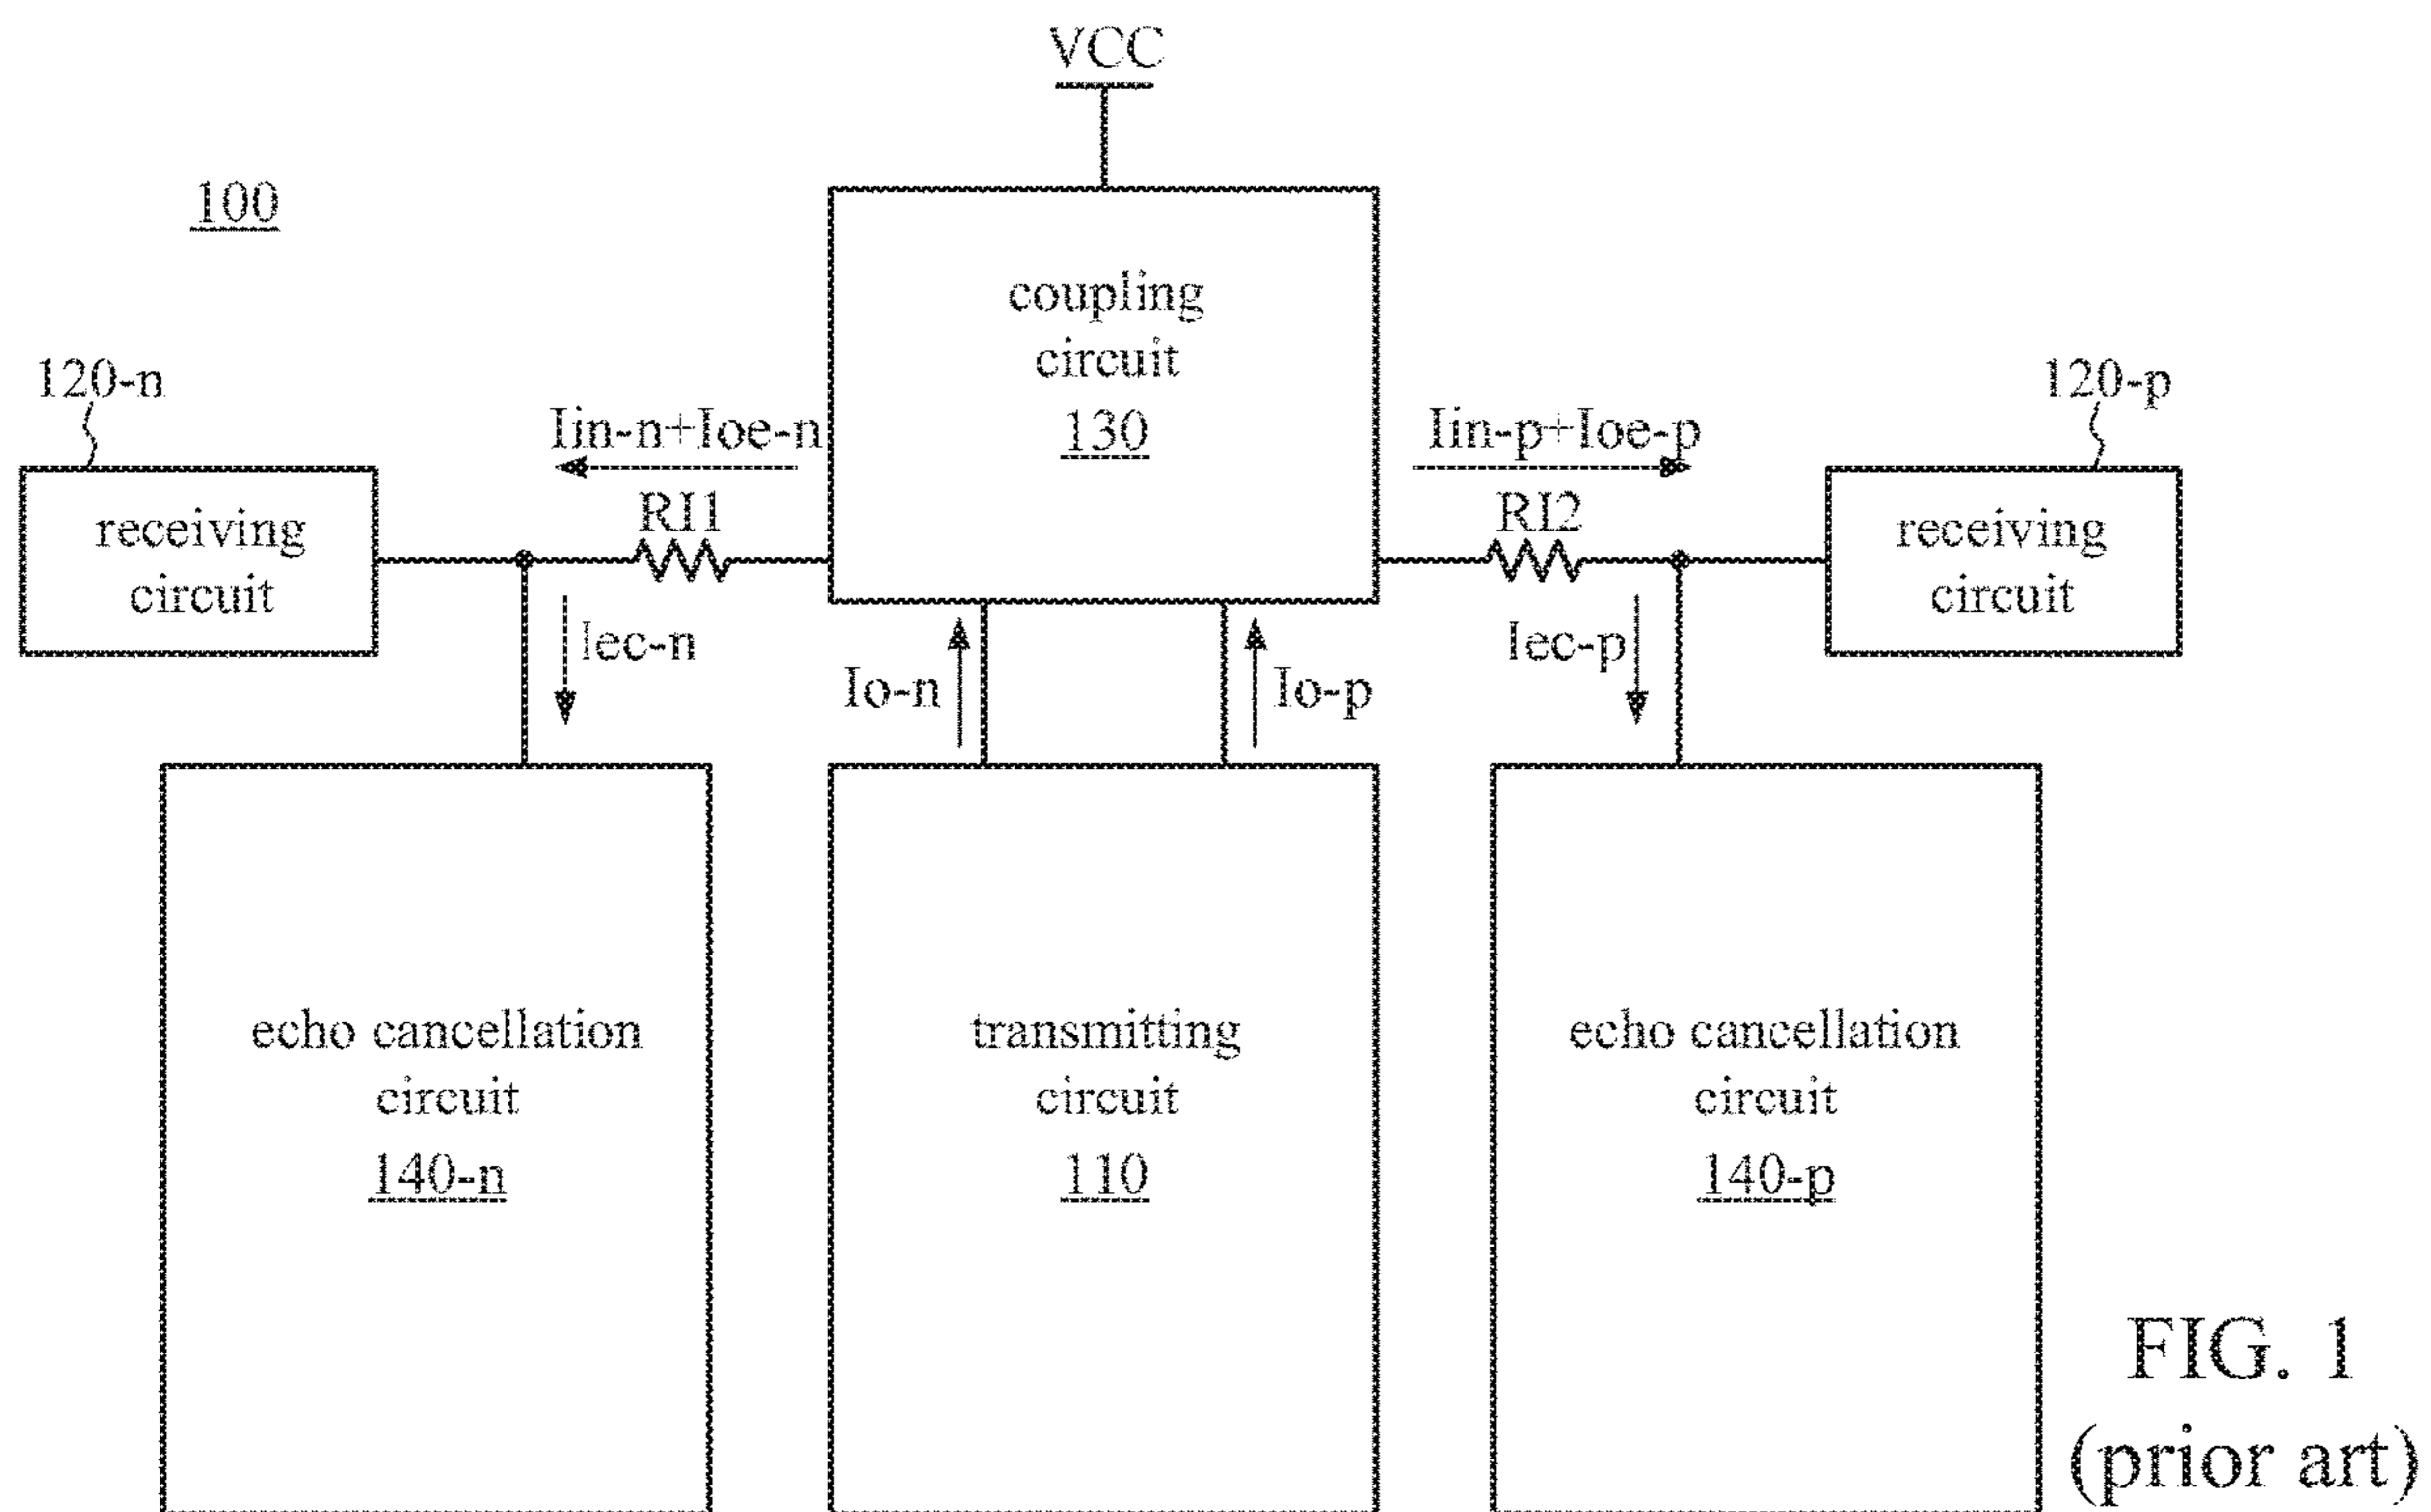 VCC
100
coupling
circuit
130
120-n
120-p
Iin-n+Ioe-n
Iin-p+Ioe-p
RI1
RI2
receiving
circuit
receiving
circuit
Iec-n
Io-n
Io-p
Iec-p
echo cancellation
circuit
140-n
transmitting
circuit
110
echo cancellation
circuit
140-p
FIG. 1
(prior art)